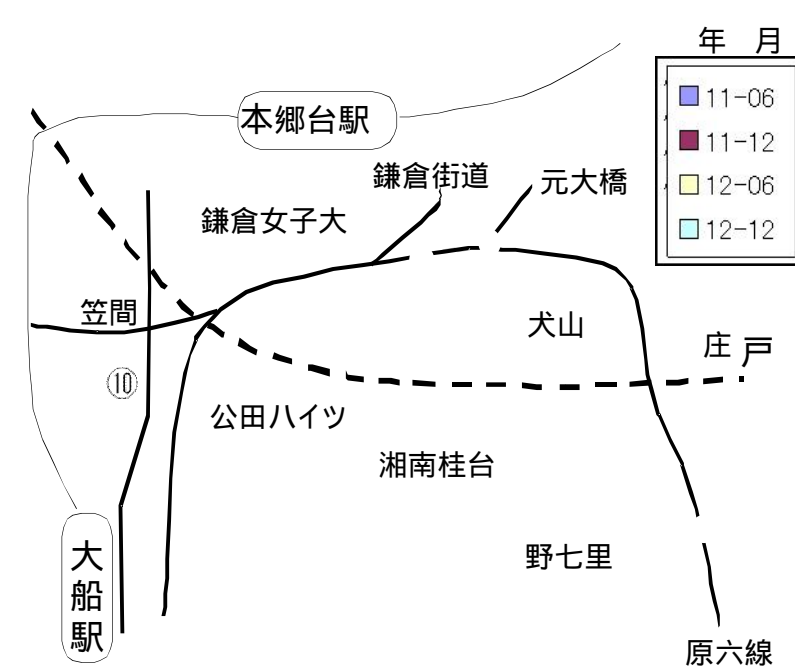 年 月
11-06
11-12
12-06
12-12
本郷台駅
鎌倉街道
元大橋
鎌倉女子大
笠間
犬山
庄戸
⑩
公田ハイツ
湘南桂台
大船駅
野七里
原六線